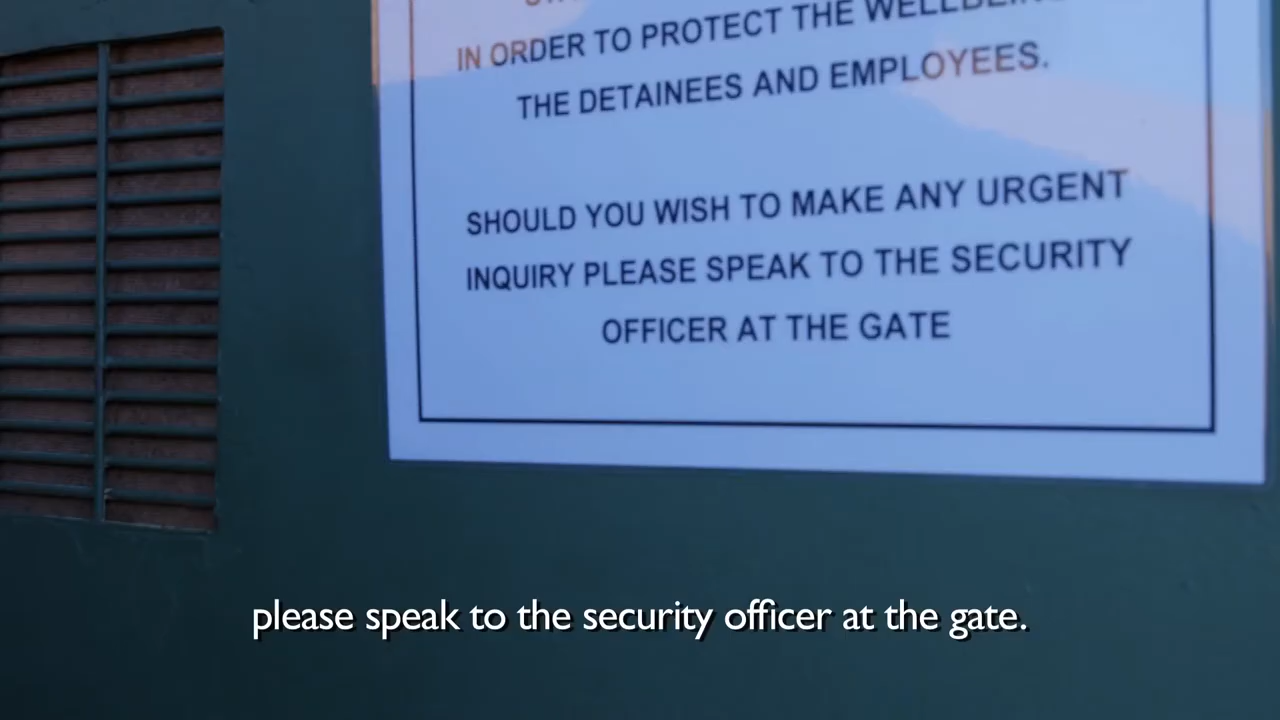 IN ORDER TO PROTECT THE
THE DETAINEES AND EMPLOYEES.
SHOULD YOU WISH TO MAKE ANY URGENT
INQUIRY PLEASE SPEAK TO THE SECURITY
OFFICER AT THE GATE
please speak to the security officer at the gate.